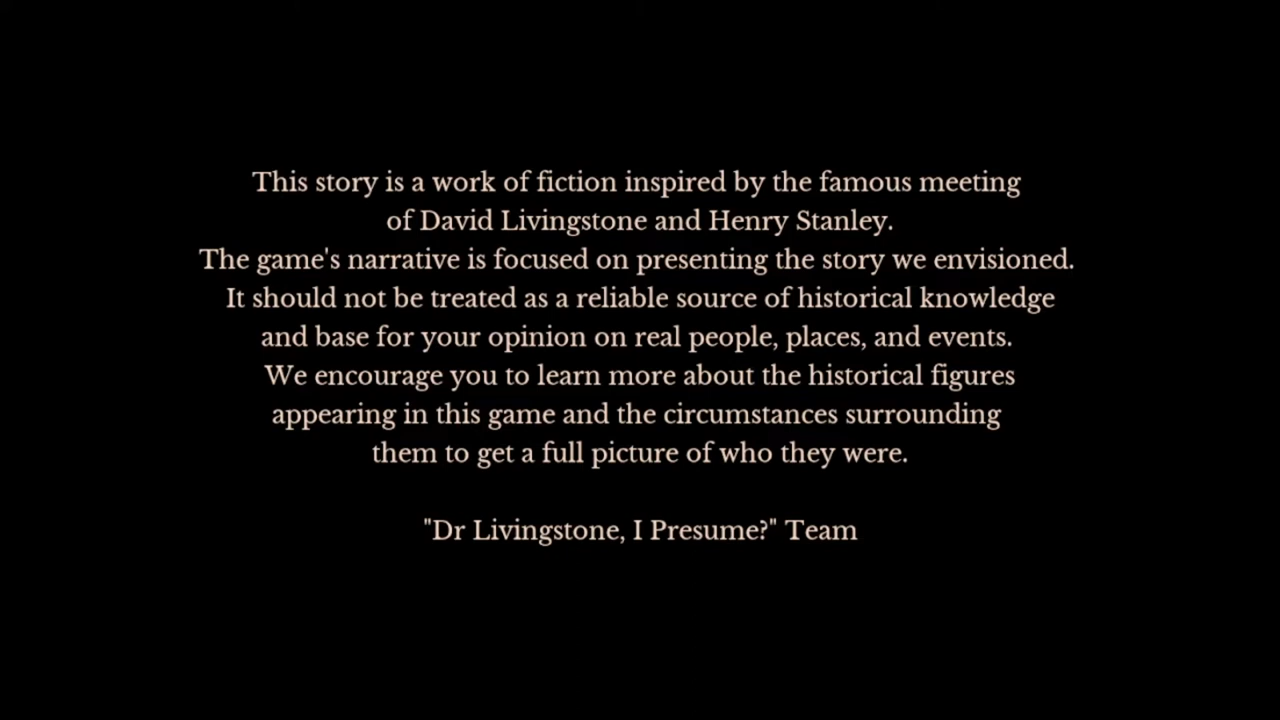 This story is a work of fiction inspired by the famous meeting
of David Livingstone and Henry Stanley.
The game's narrative is focused on presenting the story we envisioned.
It should not be treated as a reliable source of historical knowledge
and base for your opinion on real people, places, and events.
We encourage you to learn more about the historical figures
appearing in this game and the circumstances surrounding
them to get a full picture of who they were.
"Dr Livingstone, I Presume?" Team